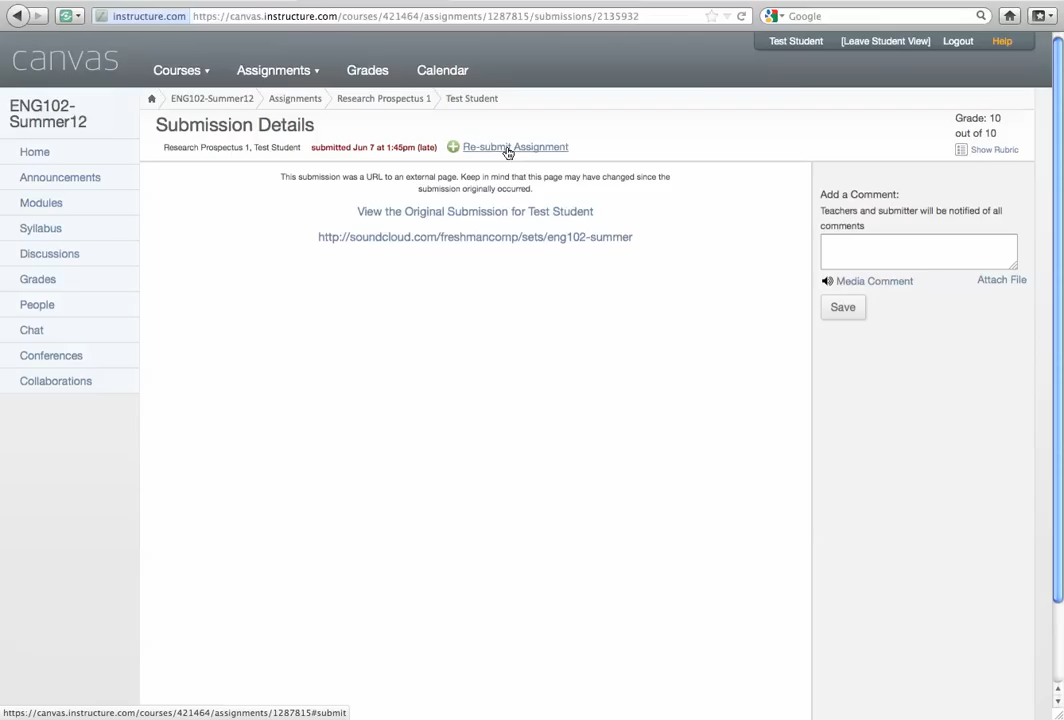 instructure.com https://canvas.instructure.com/courses/421464/assignments/1287815/submissions/2135932 Google
Test Student [Leave Student View] Logout Help
canvas Courses Assignments Grades Calendar
ENG102-Summer12 Assignments Research Prospectus 1 Test Student
ENG102-
Summer12
Submission Details
Grade: 10
out of 10
Research Prospectus 1, Test Student submitted Jun 7 at 1:45pm (late) Re-submit Assignment
Show Rubric
Home
Announcements
Modules
Syllabus
Discussions
Grades
People
Chat
Conferences
Collaborations
This submission was a URL to an external page. Keep in mind that this page may have changed since the
submission originally occurred.
View the Original Submission for Test Student
http://soundcloud.com/freshmancomp/sets/eng102-summer
Add a Comment:
Teachers and submitter will be notified of all
comments
Media Comment Attach File
Save
https://canvas.instructure.com/courses/421464/assignments/1287815#submit